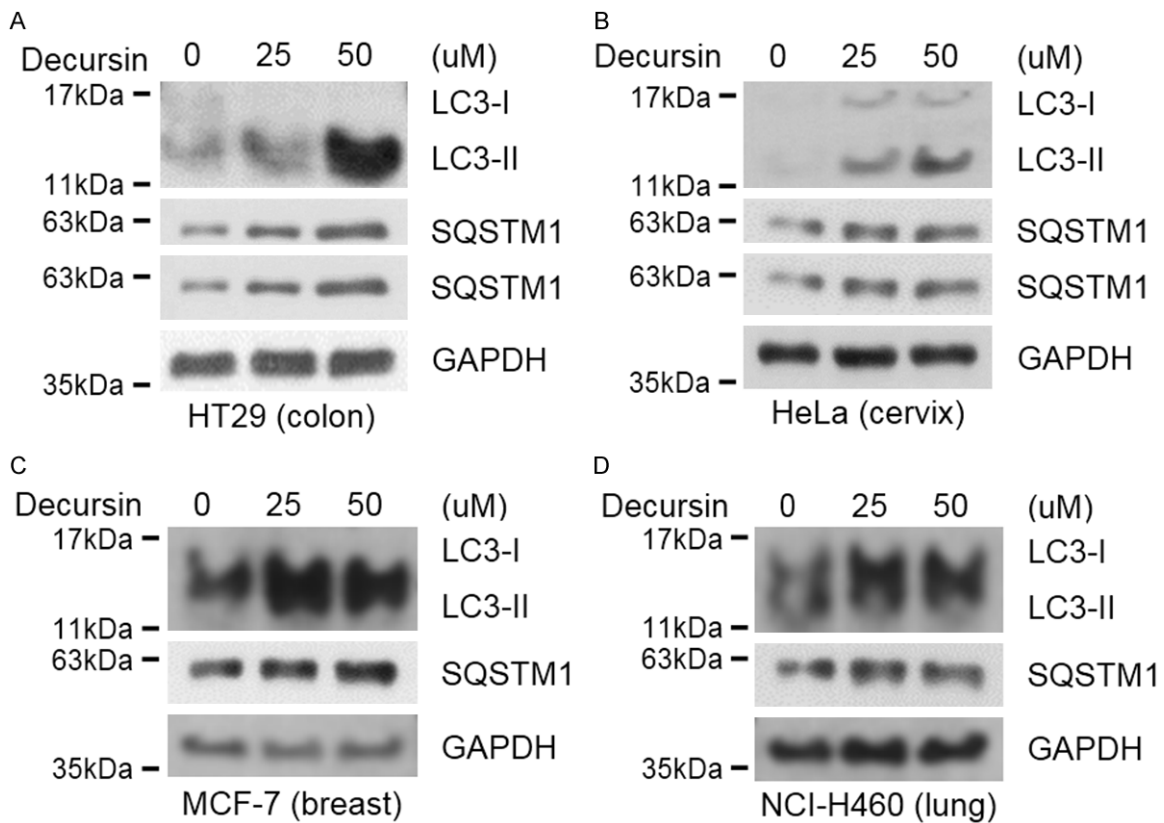 A
Decursin 0 25 50 (uM)
17kDa LC3-I
LC3-II
11kDa
63kDa SQSTM1
63kDa SQSTM1
GAPDH
35kDa
HT29 (colon)
B
Decursin 0 25 50 (uM)
17kDa LC3-I
LC3-II
11kDa
63kDa SQSTM1
63kDa SQSTM1
GAPDH
35kDa
HeLa (cervix)
C
Decursin 0 25 50 (uM)
17kDa LC3-I
LC3-II
11kDa
63kDa SQSTM1
GAPDH
35kDa
MCF-7 (breast)
D
Decursin 0 25 50 (uM)
17kDa LC3-I
LC3-II
11kDa
63kDa SQSTM1
GAPDH
35kDa
NCI-H460 (lung)